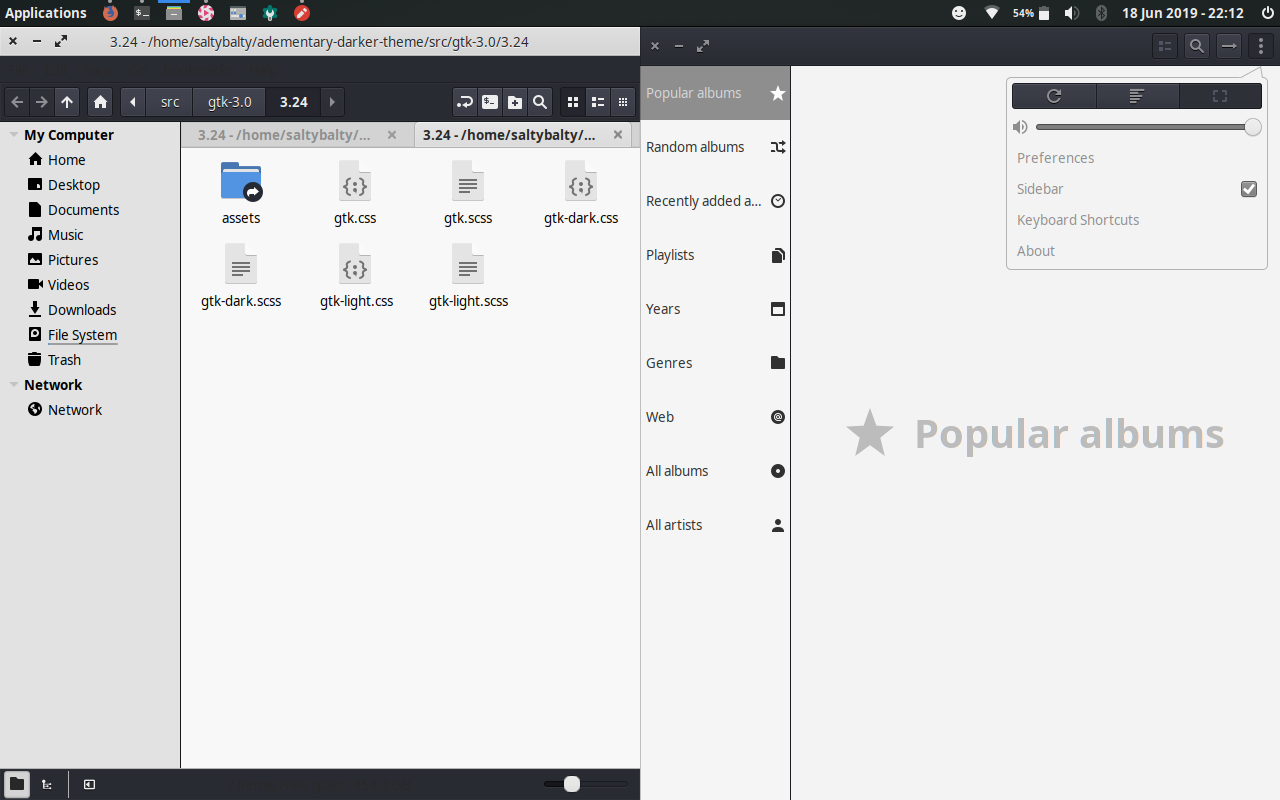 Applications
54%
18 Jun 2019 - 22:12
3.24 - /home/saltybalty/adementary-darker-theme/src/gtk-3.0/3.24
src
gtk-3.0
3.24
My Computer
Home
Desktop
Documents
Music
Pictures
Videos
Downloads
File System
Trash
Network
Network
3.24 - /home/saltybalty/...
3.24 - /home/saltybalty/...
assets
gtk.css
gtk.scss
gtk-dark.css
gtk-dark.scss
gtk-light.css
gtk-light.scss
Popular albums
Random albums
Recently added a...
Playlists
Years
Genres
Web
All albums
All artists
Preferences
Sidebar
Keyboard Shortcuts
About
Popular albums